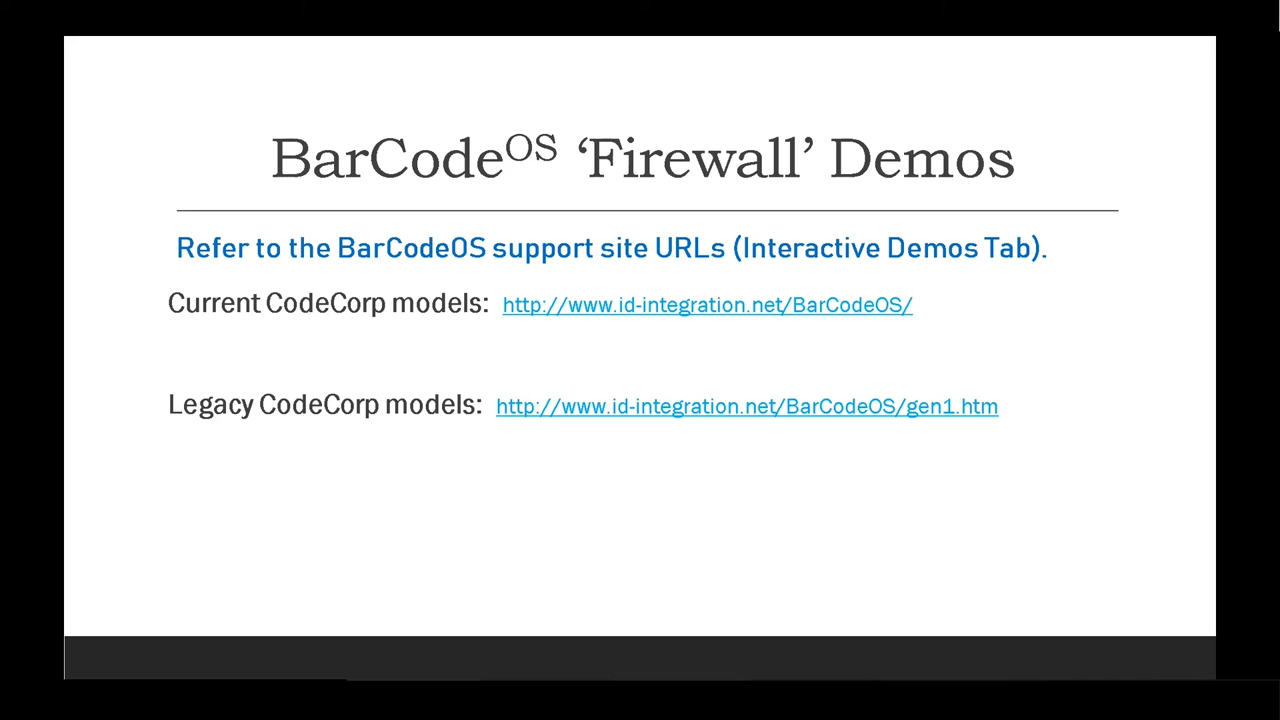 BarCodeOS ‘Firewall’ Demos
Refer to the BarCodeOS support site URLs (Interactive Demos Tab).
Current CodeCorp models: http://www.id-integration.net/BarCodeOS/
Legacy CodeCorp models: http://www.id-integration.net/BarCodeOS/gen1.htm